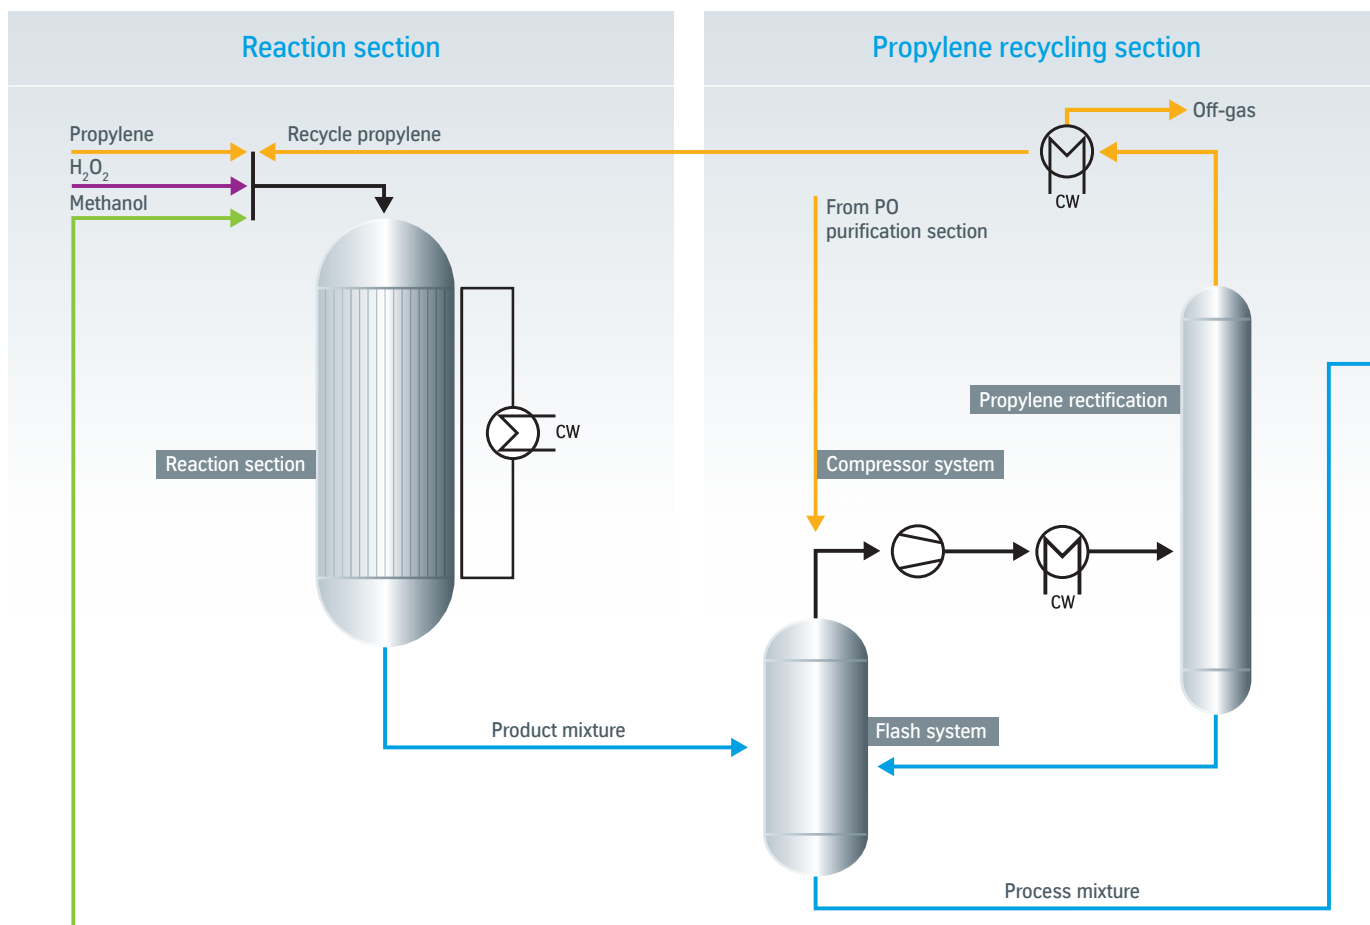 Reaction section
Propylene recycling section
Off-gas
Propylene
Recycle propylene
H₂O₂
Methanol
CW
From PO
purification section
Propylene rectification
CW
Reaction section
Compressor system
CW
Product mixture
Flash system
Process mixture